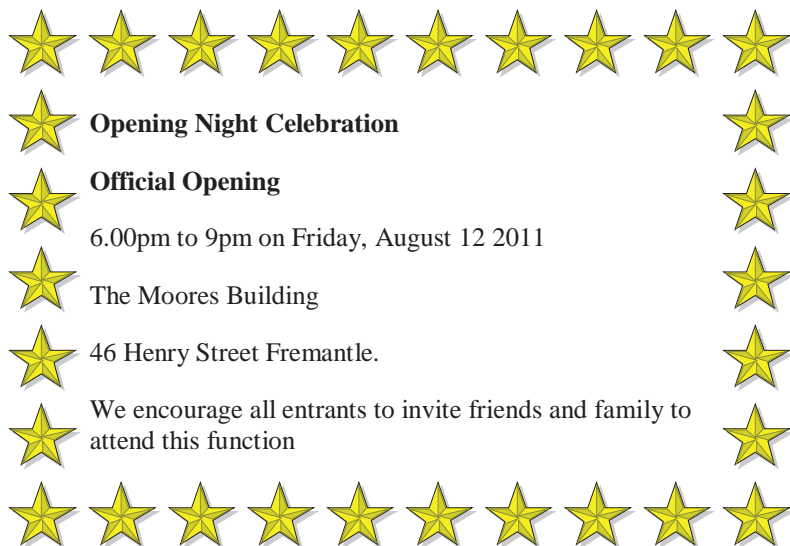 Opening Night Celebration
Official Opening
6.00pm to 9pm on Friday, August 12 2011
The Moores Building
46 Henry Street Fremantle.
We encourage all entrants to invite friends and family to
attend this function